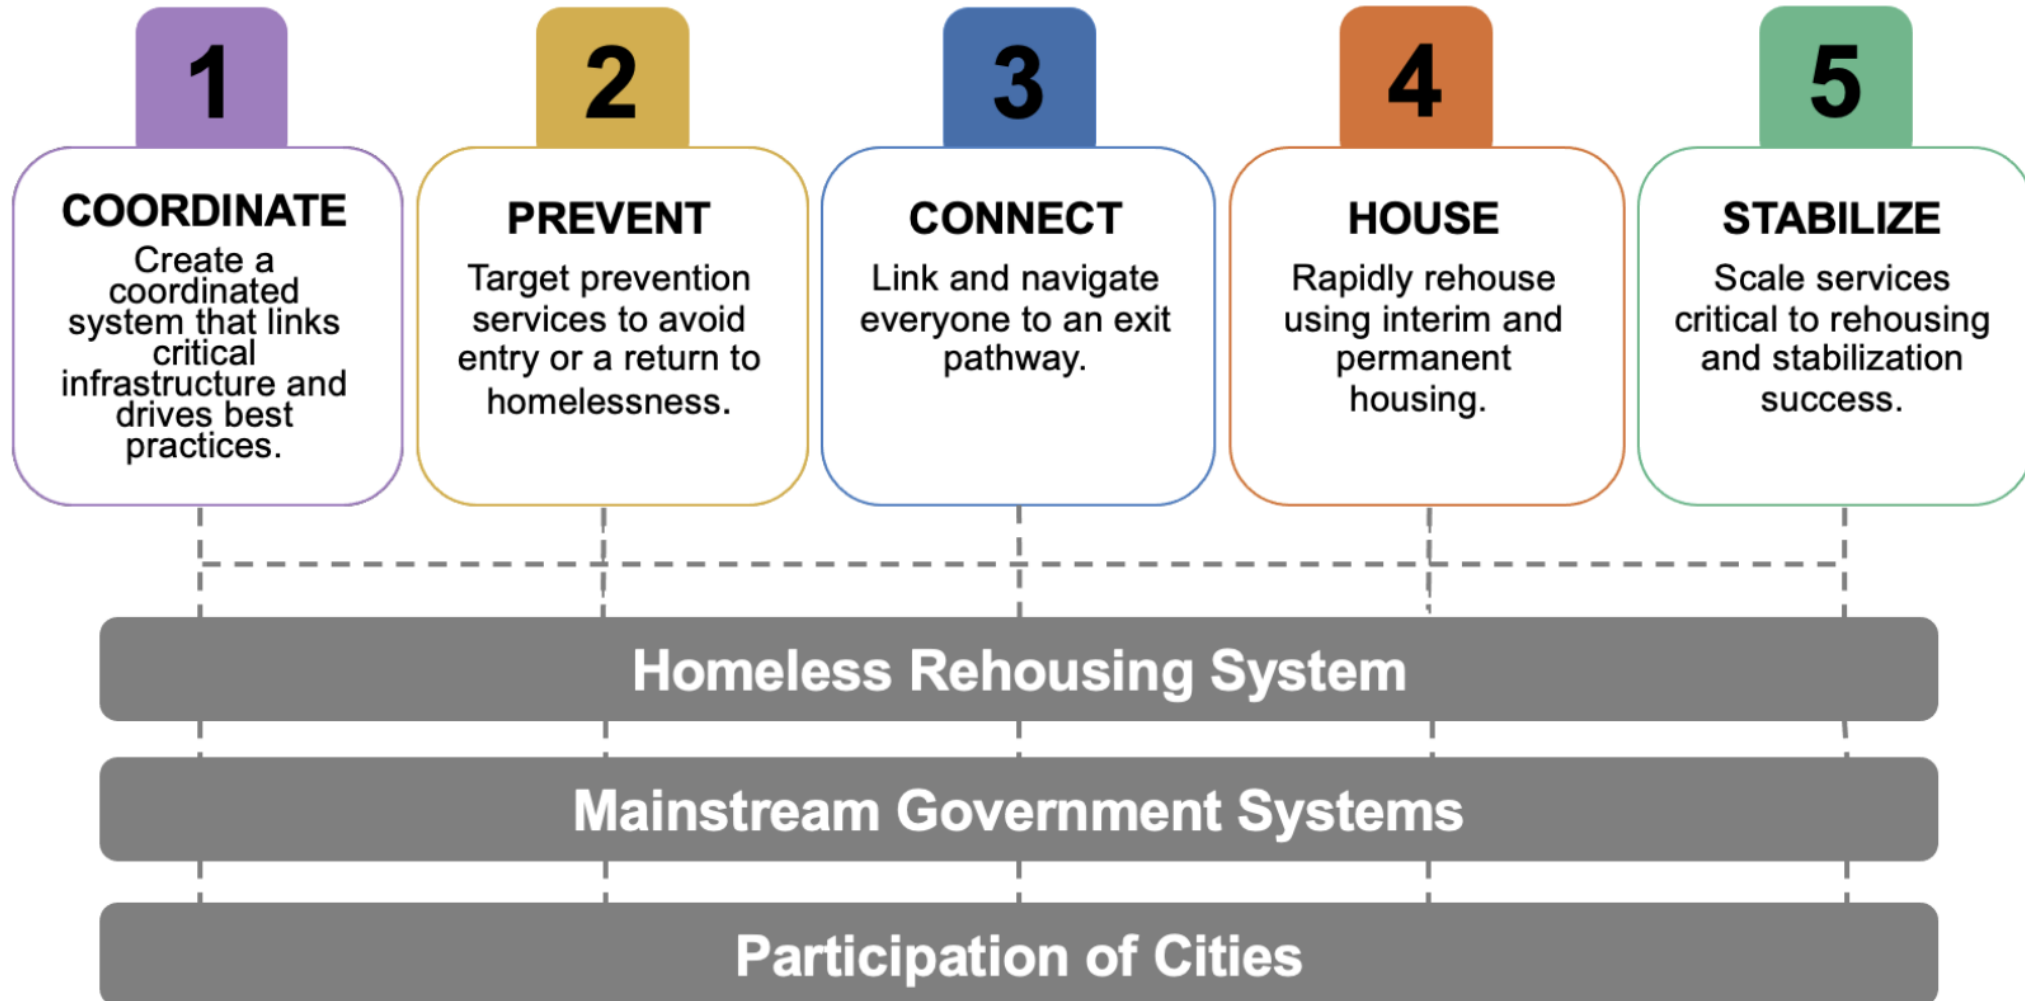 1
COORDINATE
Create a
coordinated
system that links
critical
infrastructure and
drives best
practices.
2
PREVENT
Target prevention
services to avoid
entry or a return to
homelessness.
3
CONNECT
Link and navigate
everyone to an exit
pathway.
4
HOUSE
Rapidly rehouse
using interim and
permanent
housing.
5
STABILIZE
Scale services
critical to rehousing
and stabilization
success.
Homeless Rehousing System
Mainstream Government Systems
Participation of Cities